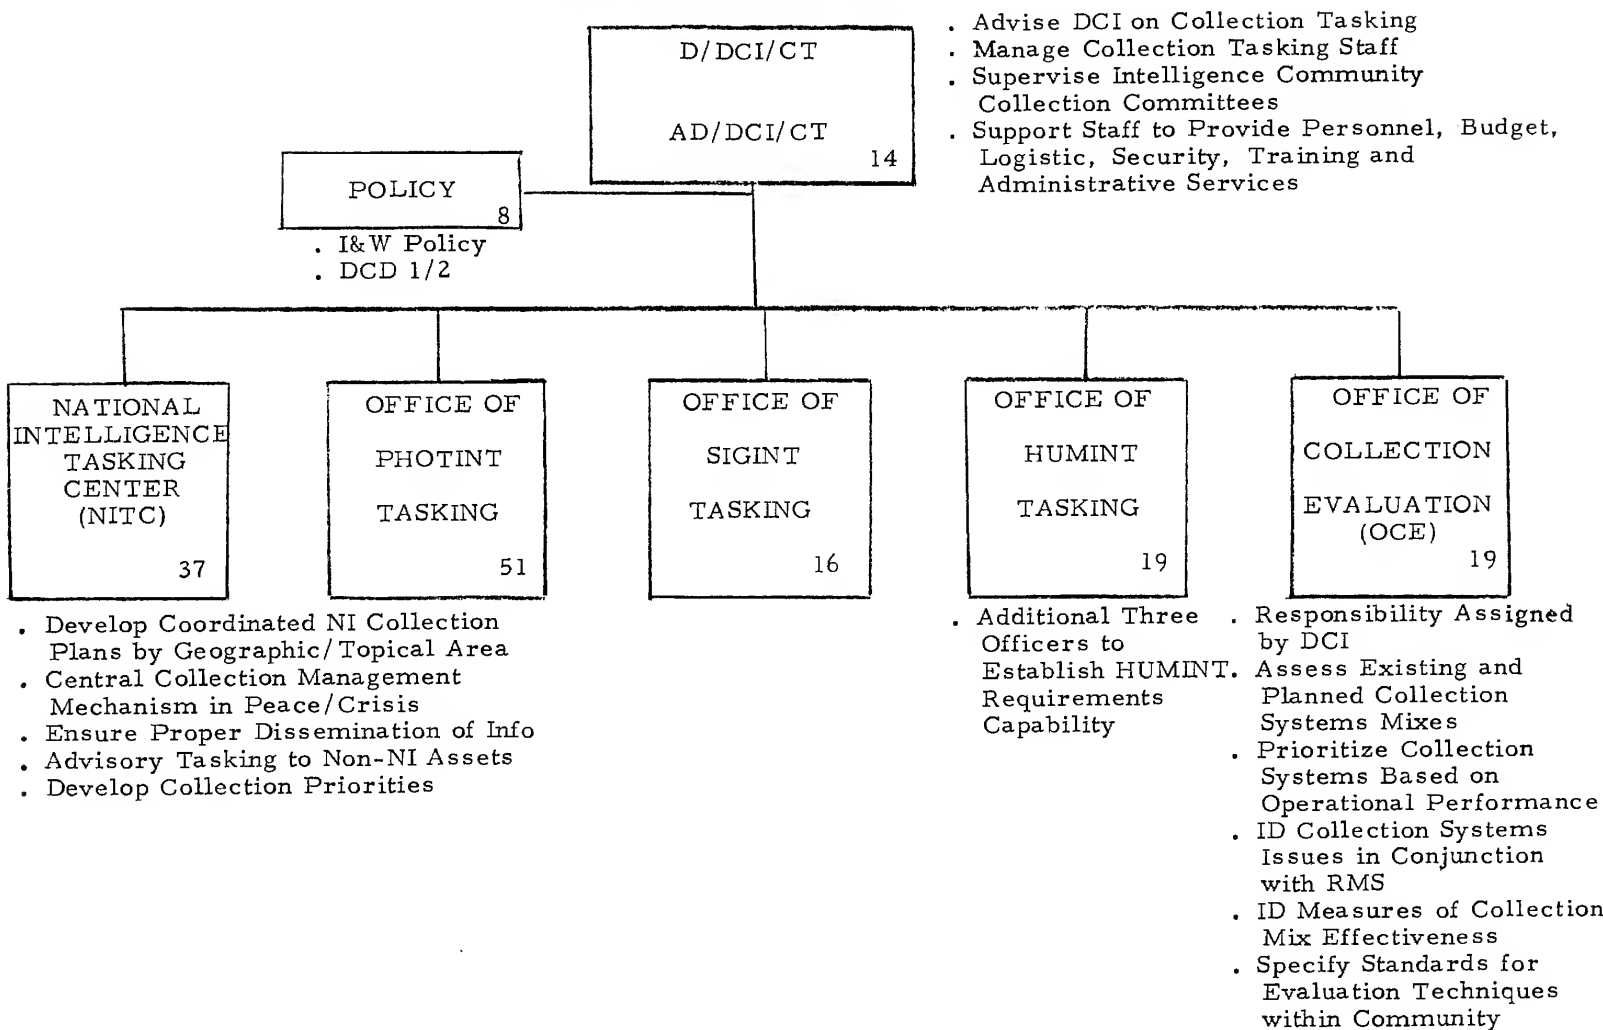 D/DCI/CT
AD/DCI/CT
14
. Advise DCI on Collection Tasking
. Manage Collection Tasking Staff
. Supervise Intelligence Community
Collection Committees
. Support Staff to Provide Personnel, Budget,
Logistic, Security, Training and
Administrative Services
POLICY
8
. I&W Policy
. DCD 1/2
NATIONAL
INTELLIGENCE
TASKING
CENTER
(NITC)
37
. Develop Coordinated NI Collection
Plans by Geographic/Topical Area
. Central Collection Management
Mechanism in Peace/Crisis
. Ensure Proper Dissemination of Info
. Advisory Tasking to Non-NI Assets
. Develop Collection Priorities
OFFICE OF
PHOTINT
TASKING
51
OFFICE OF
SIGINT
TASKING
16
OFFICE OF
HUMINT
TASKING
19
. Additional Three
Officers to
Establish HUMINT
Requirements
Capability
OFFICE OF
COLLECTION
EVALUATION
(OCE)
19
. Responsibility Assigned
by DCI
. Assess Existing and
Planned Collection
Systems Mixes
. Prioritize Collection
Systems Based on
Operational Performance
. ID Collection Systems
Issues in Conjunction
with RMS
. ID Measures of Collection
Mix Effectiveness
. Specify Standards for
Evaluation Techniques
within Community